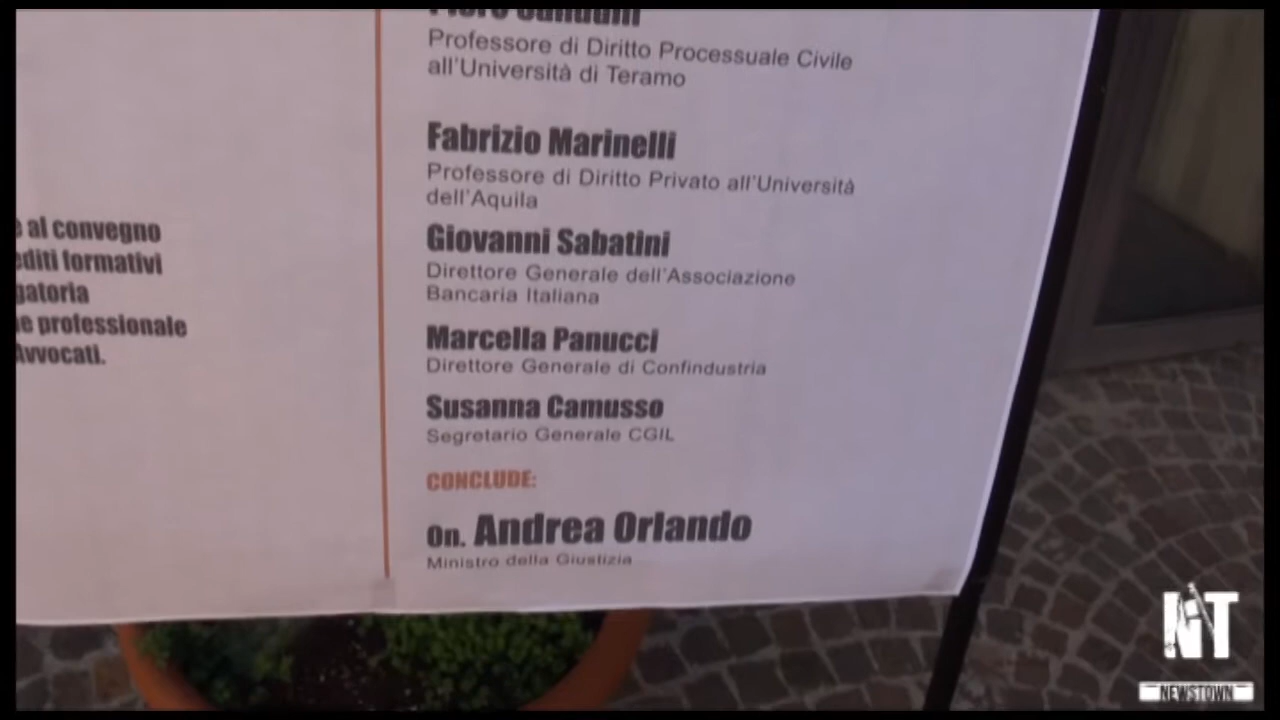 Professore di Diritto Processuale Civile
all'Università di Teramo
Fabrizio Marinelli
Professore di Diritto Privato all'Università
dell'Aquila
Giovanni Sabatini
Direttore Generale dell'Associazione
Bancaria Italiana
Marcella Panucci
Direttore Generale di Confindustria
Susanna Camusso
Segretario Generale CGIL
CONCLUDE:
On. Andrea Orlando
Ministro della Giustizia
al convegno
formativi
professionale
Avvocati.
NT
NEWSTOWN